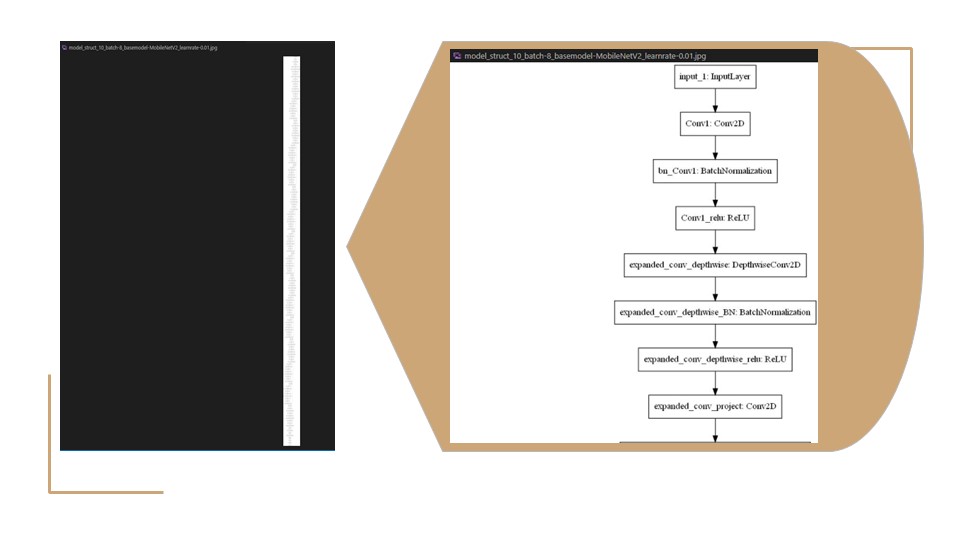 model_struct_10_batch-8_basemodel-MobileNetV2_learnrate-0.01.jpg
model_struct_10_batch-8_basemodel-MobileNetV2_learnrate-0.01.jpg
input_1: InputLayer
Conv1: Conv2D
bn_Conv1: BatchNormalization
Conv1_relu: ReLU
expanded_conv_depthwise: DepthwiseConv2D
expanded_conv_depthwise_BN: BatchNormalization
expanded_conv_depthwise_relu: ReLU
expanded_conv_project: Conv2D